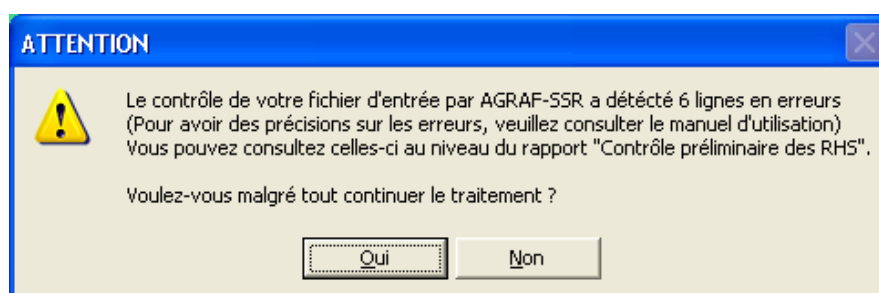 ATTENTION
Le contrôle de votre fichier d'entrée par AGRAF-SSR a détécté 6 lignes en erreurs
(Pour avoir des précisions sur les erreurs, veuillez consulter le manuel d'utilisation)
Vous pouvez consultez celles-ci au niveau du rapport "Contrôle préliminaire des RHS".
Voulez-vous malgré tout continuer le traitement ?
Oui Non